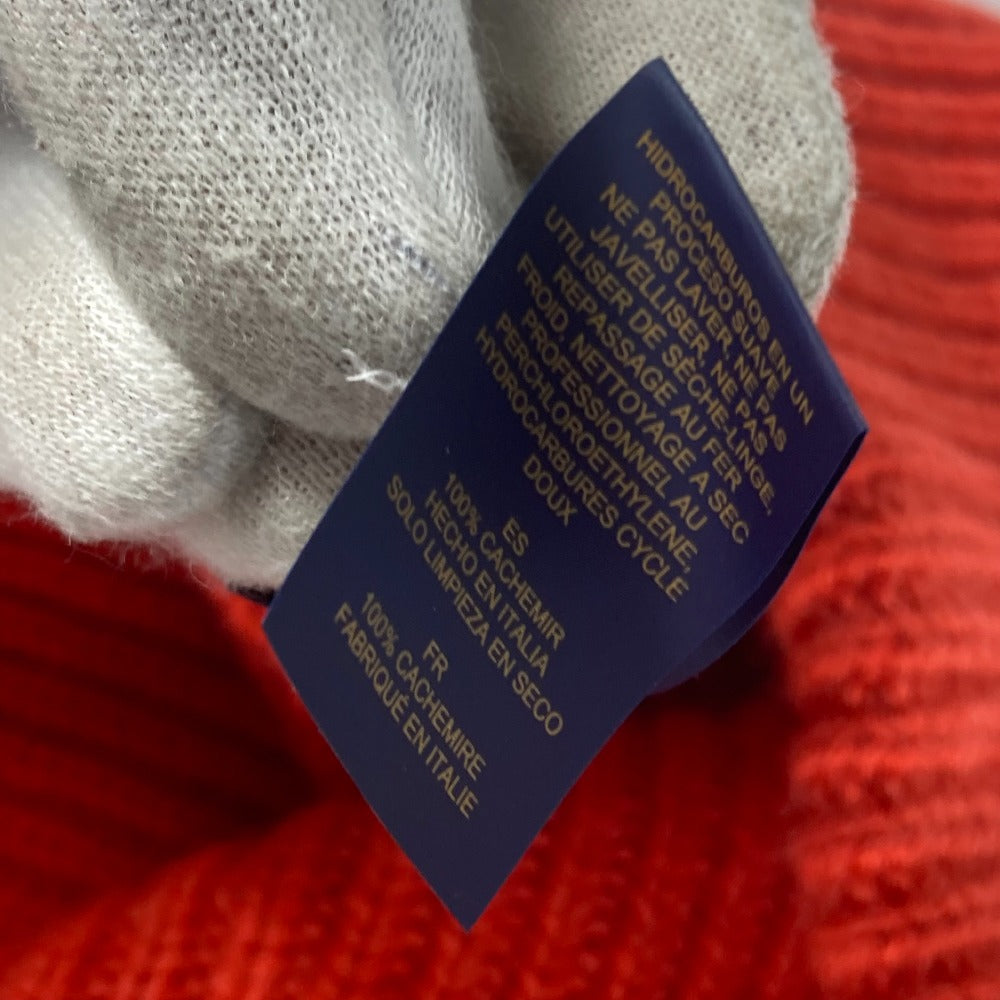 HIDROCARBUROS EN UN
PROCESO SUAVE
NE PAS LAVER, NE PAS
JAVELLISER, NE PAS
UTILISER DE SÈCHE-LINGE,
REPASSAGE AU FER
FROID, NETTOYAGE A SEC
PROFESSIONNEL AU
PERCHLOROETHYLENE,
HYDROCARBURES CYCLE
DOUX
ES
100% CACHEMIR
HECHO EN ITALIA
SOLO LIMPIEZA EN SECO
FR
100% CACHEMIRE
FABRIQUÉ EN ITALIE